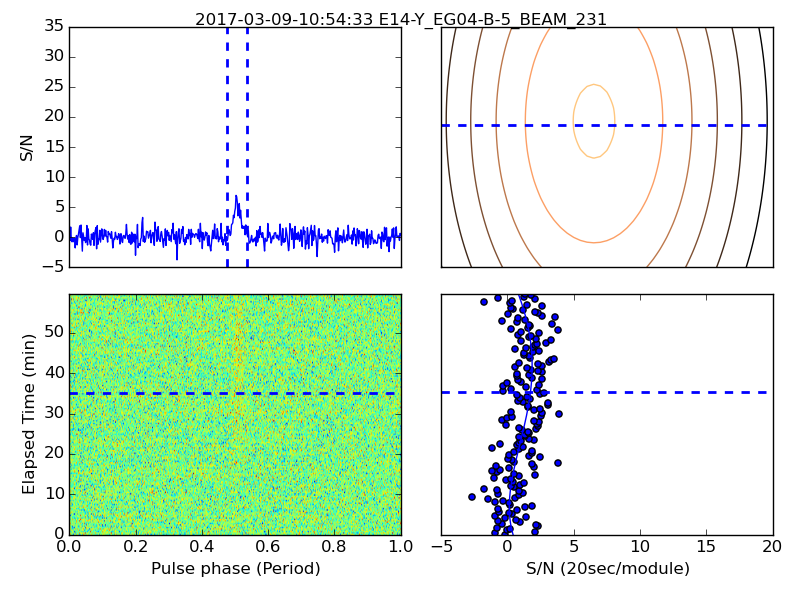 2017-03-09-10:54:33 E14-Y_EG04-B-5_BEAM_231
35
30
25
20
15
10
5
0
−5
S/N
50
40
30
20
10
0
Elapsed Time (min)
0.0 0.2 0.4 0.6 0.8 1.0
Pulse phase (Period)
−5 0 5 10 15 20
S/N (20sec/module)